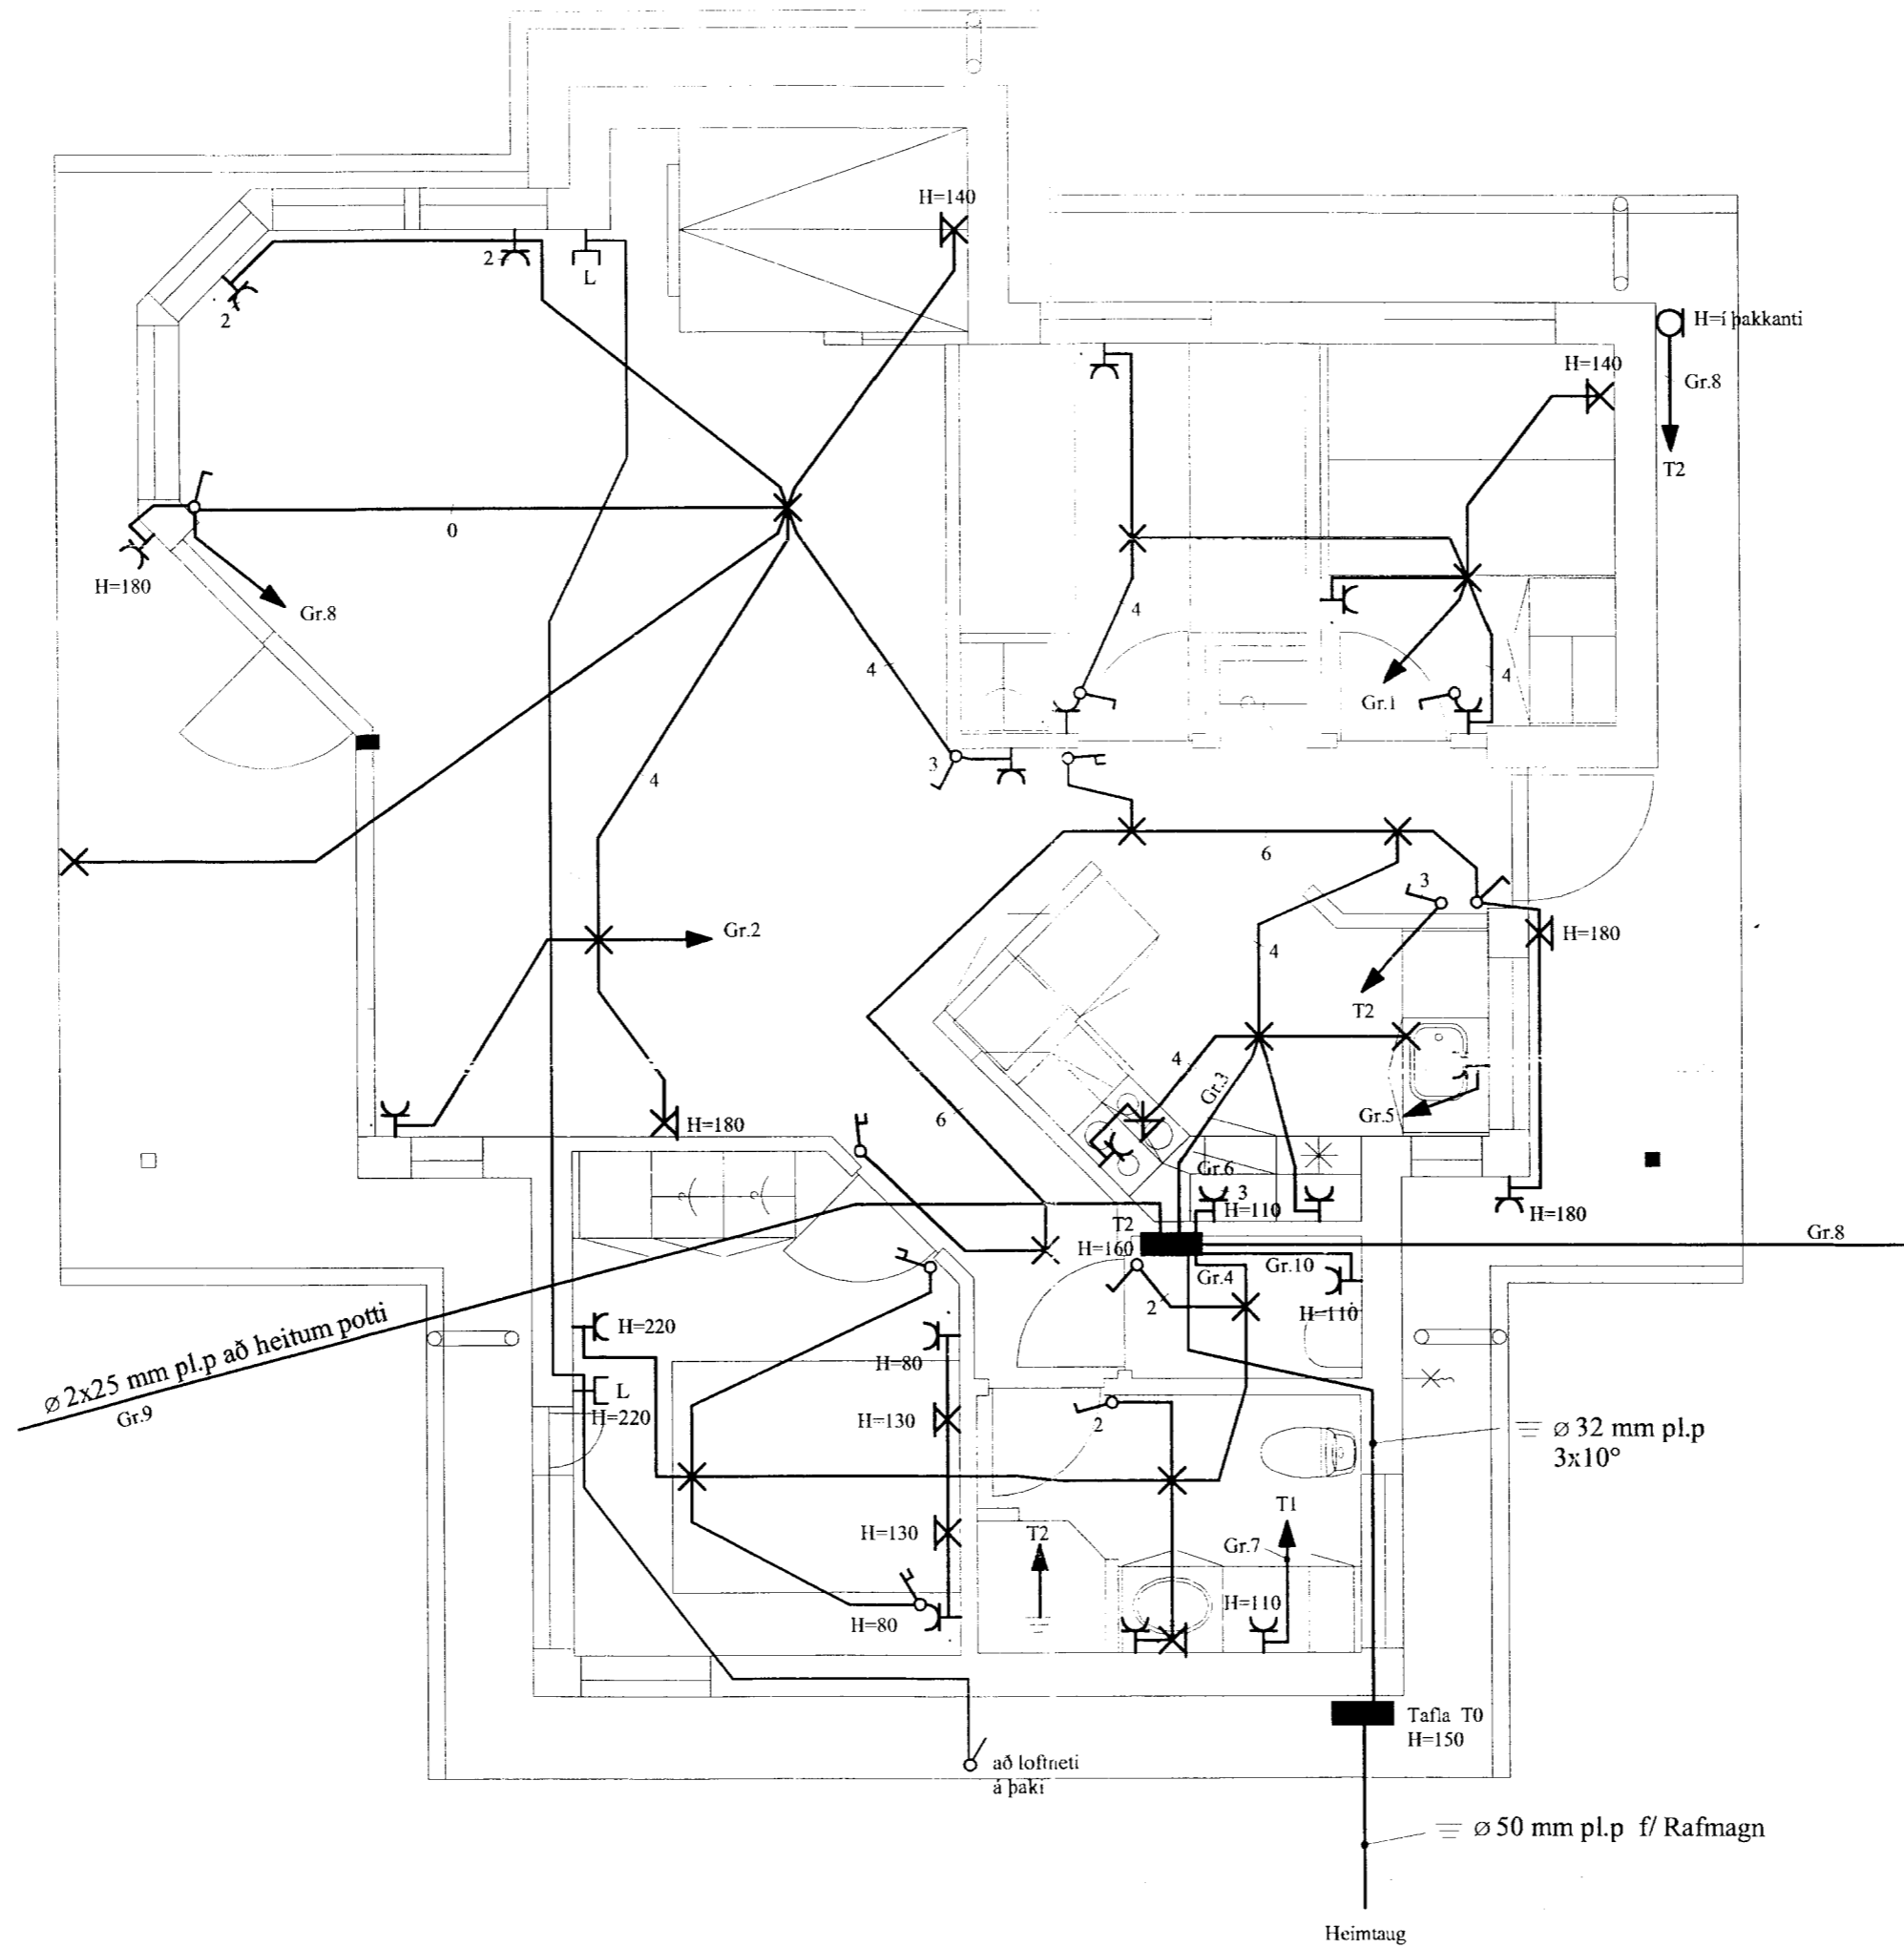 H=140
2
L
2
H=í þakkanti
H=140
Gr.8
T2
0
H=180
Gr.8
4
4
4
Gr.1
3
4
6
3
Gr.2
H=180
4
T2
4
Gr.3
6
Gr.5
H=180
Gr.6
3
H=110
T2
H=160
H=180
Gr.8
Gr.4
Gr.10
2
H=110
ø 2x25 mm pl.p að heitum potti
Gr.9
H=220
H=80
L
H=220
H=130
2
ø 32 mm pl.p
3x10°
T1
H=130
T2
Gr.7
H=110
H=80
Tafla T0
H=150
að loftneti
á þaki
ø 50 mm pl.p f/ Rafmagn
Heimtaug